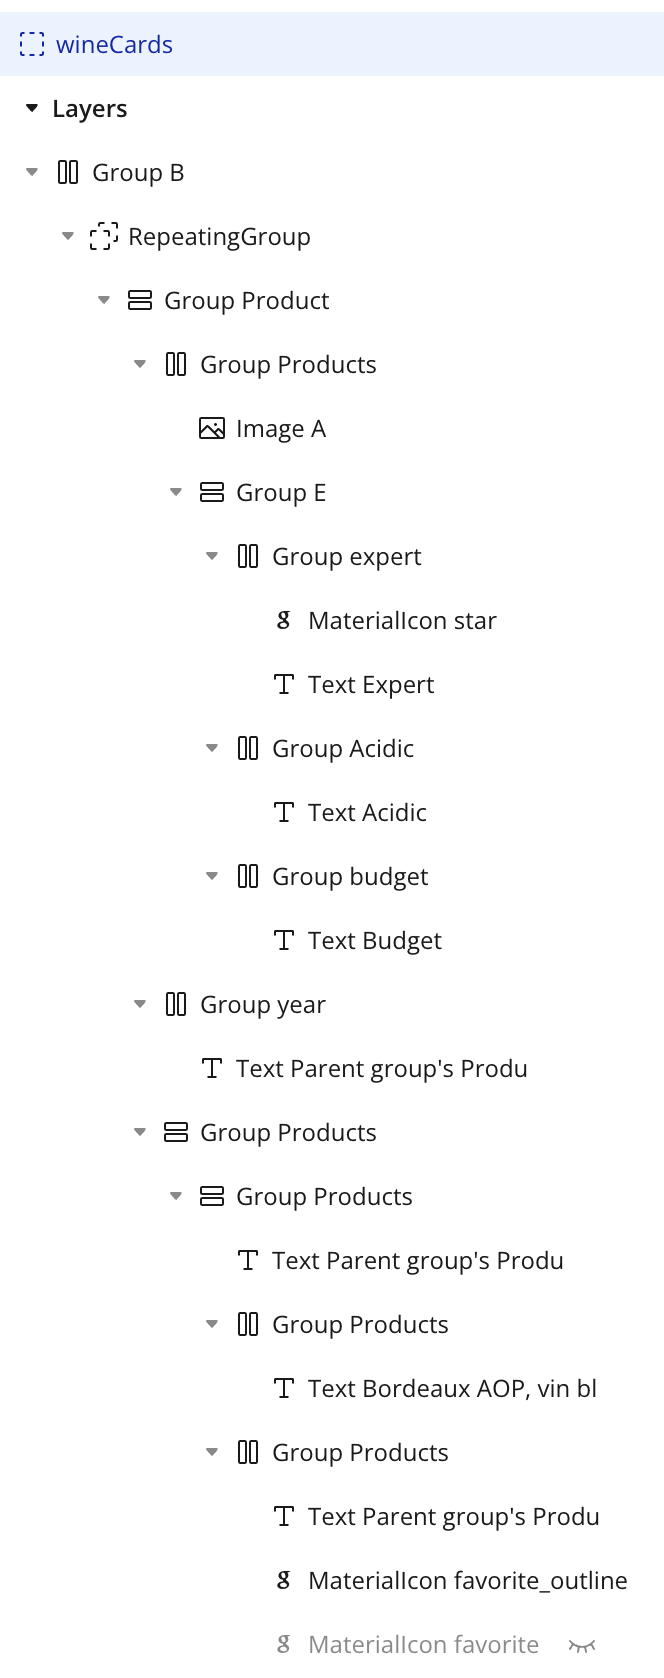 wineCards
Layers
Group B
RepeatingGroup
Group Product
Group Products
Image A
Group E
Group expert
MaterialIcon star
Text Expert
Group Acidic
Text Acidic
Group budget
Text Budget
Group year
Text Parent group's Produ
Group Products
Group Products
Text Parent group's Produ
Group Products
Text Bordeaux AOP, vin bl
Group Products
Text Parent group's Produ
MaterialIcon favorite_outline
MaterialIcon favorite